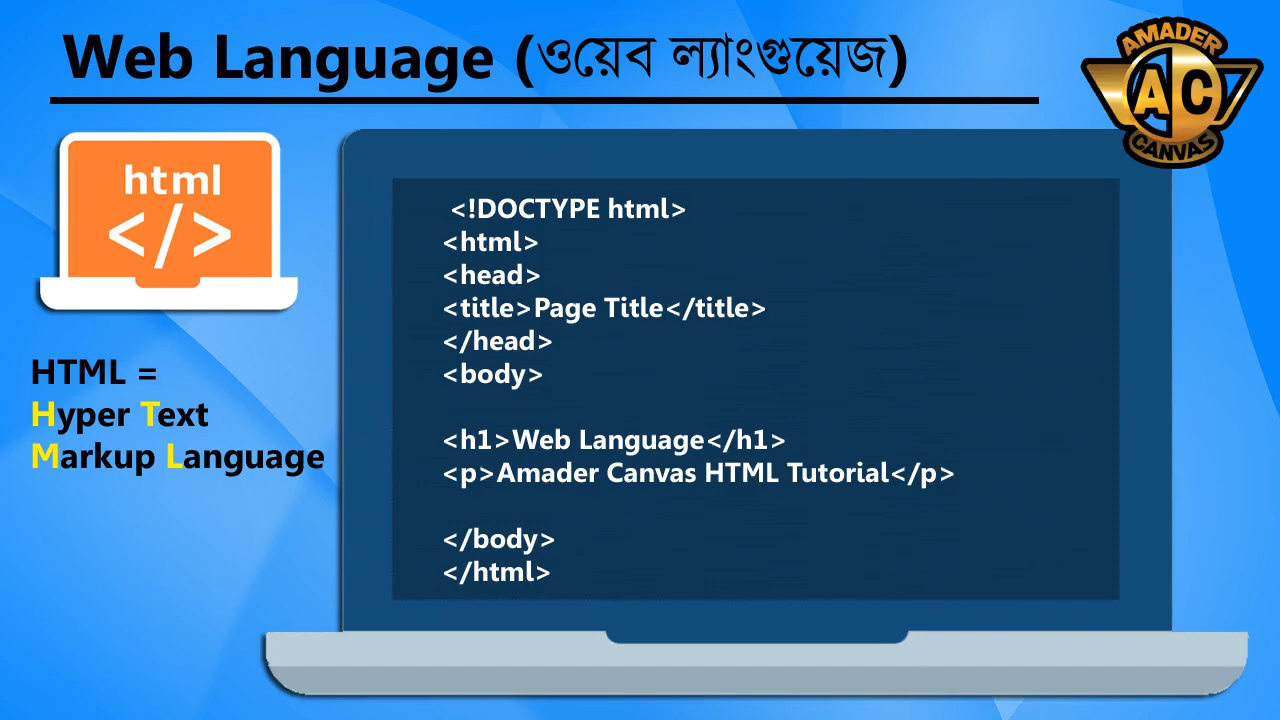 Web Language (ওয়েব ল্যাংগুয়েজ)
AMADER
AC
CANVAS
html
</>
HTML =
Hyper Text
Markup Language
<!DOCTYPE html>
<html>
<head>
<title>Page Title</title>
</head>
<body>
<h1>Web Language</h1>
<p>Amader Canvas HTML Tutorial</p>
</body>
</html>